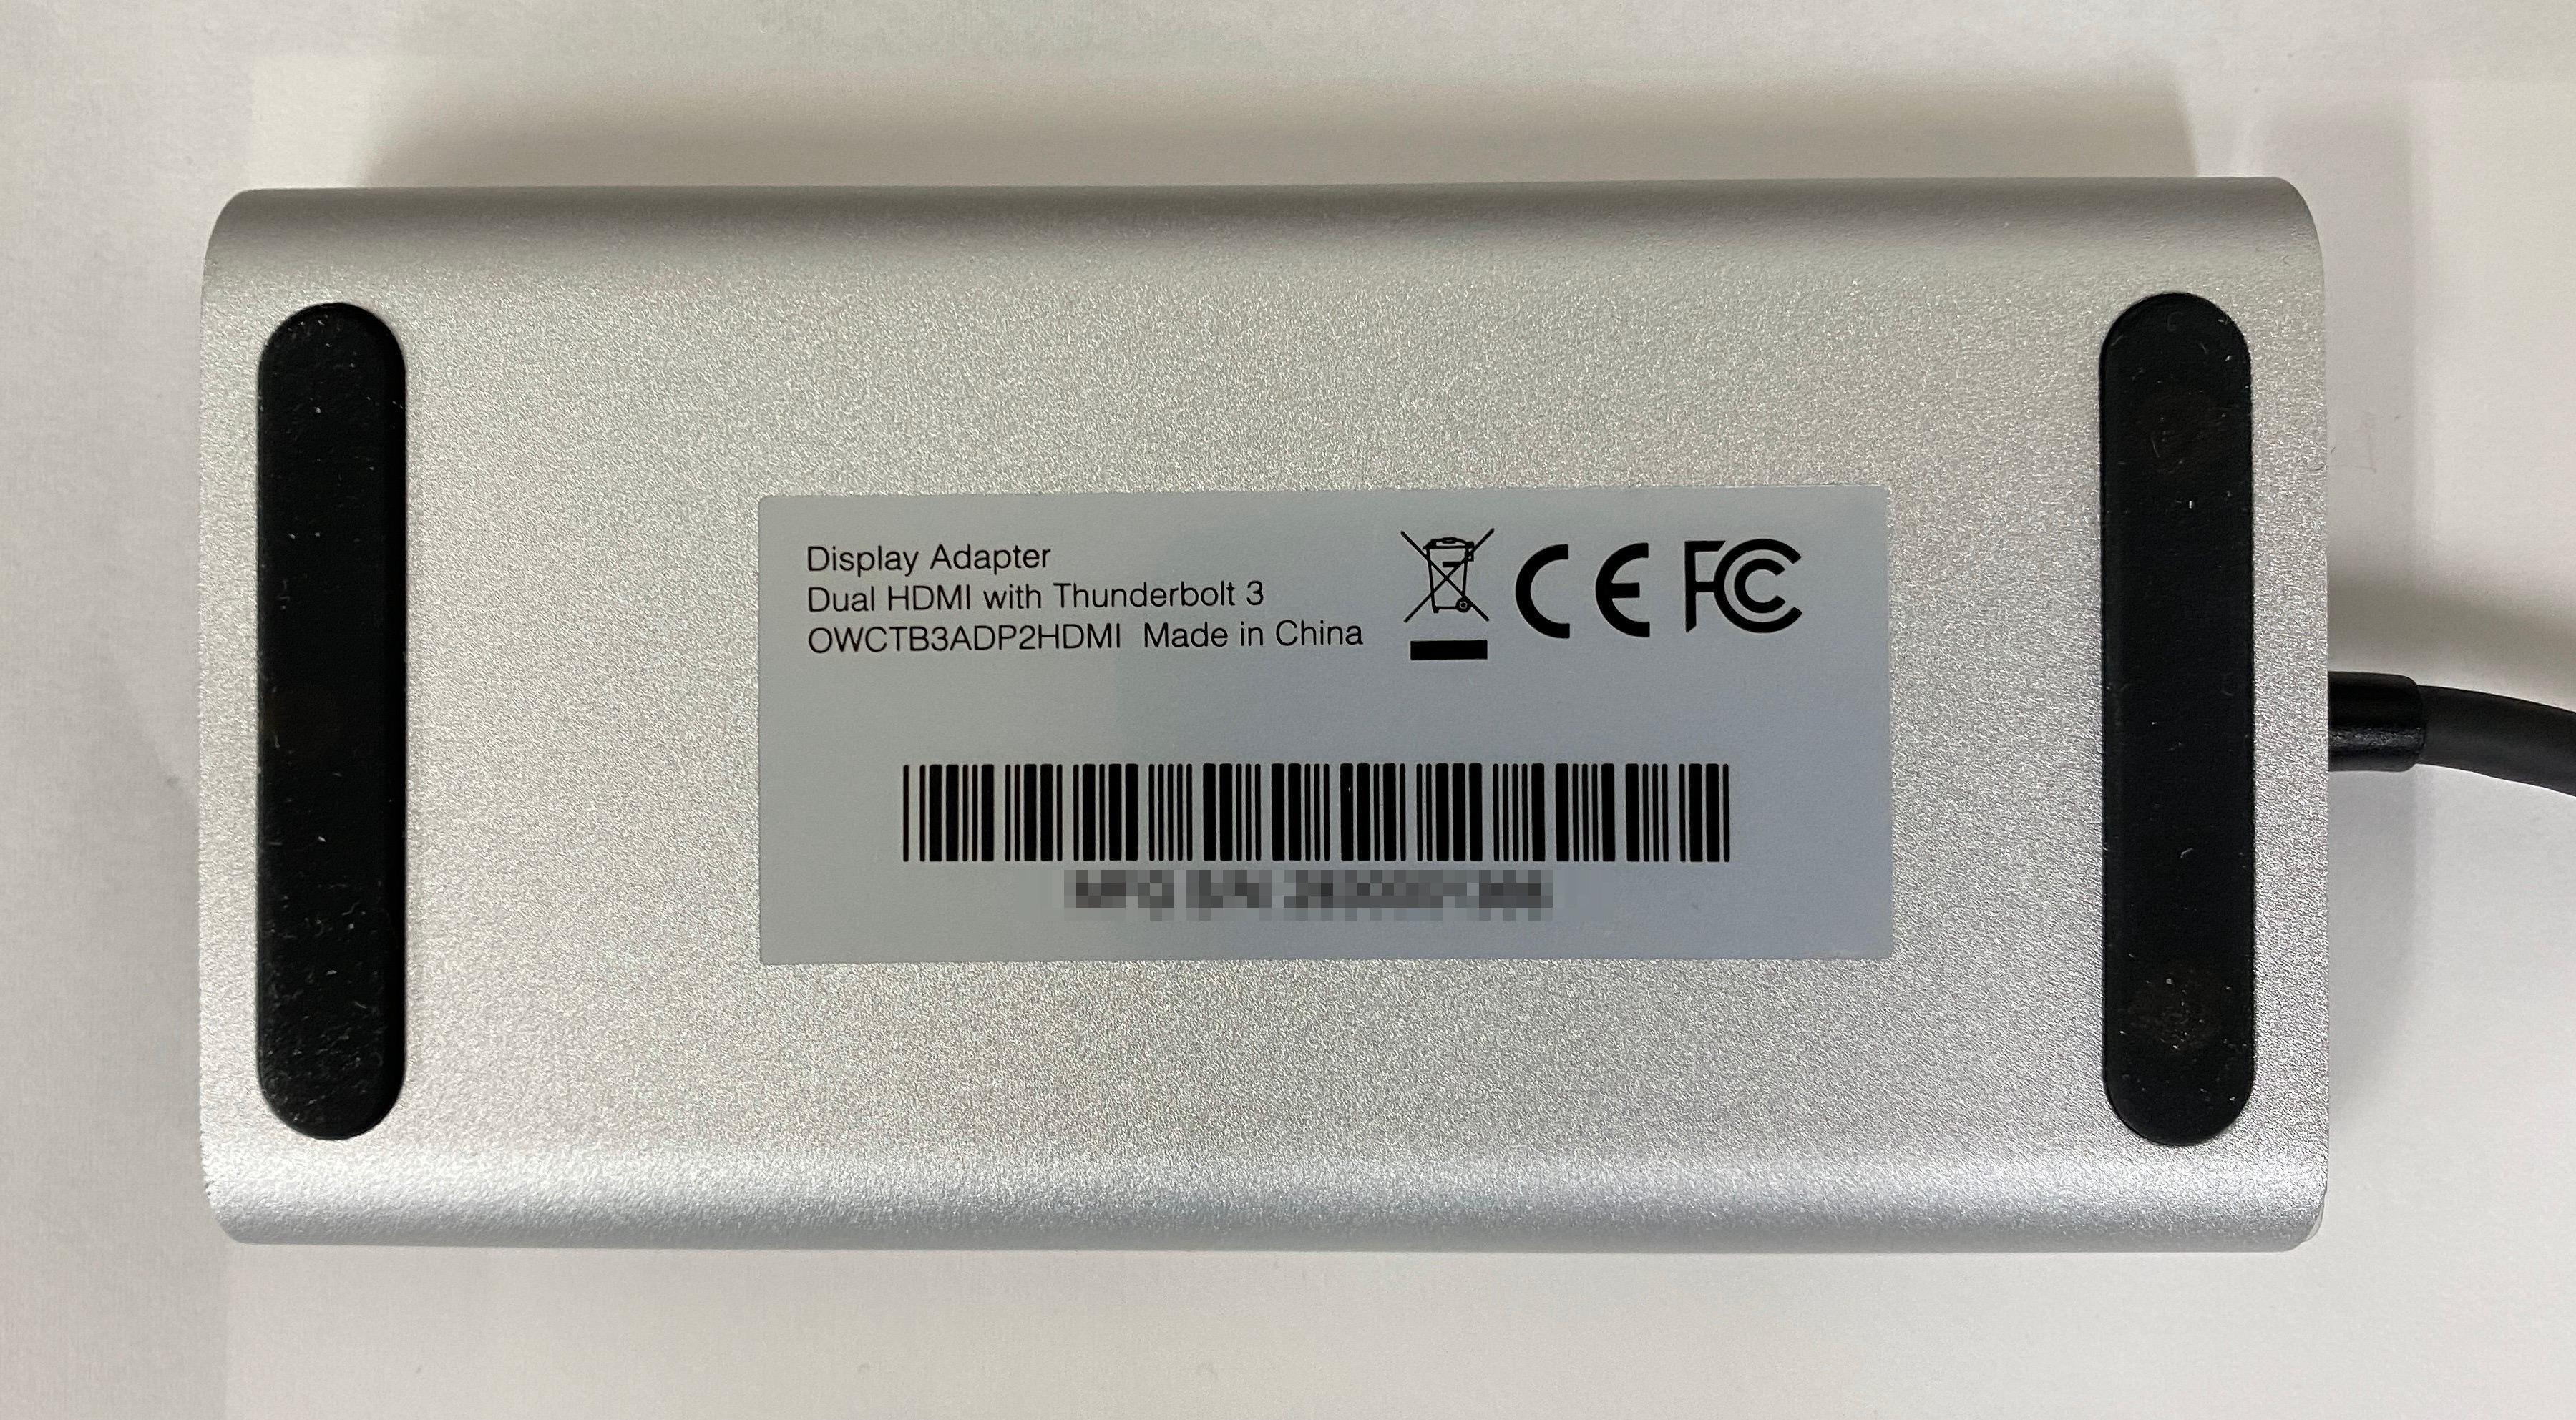 Display Adapter
Dual HDMI with Thunderbolt 3
OWCTB3ADP2HDMI Made in China
CE FC